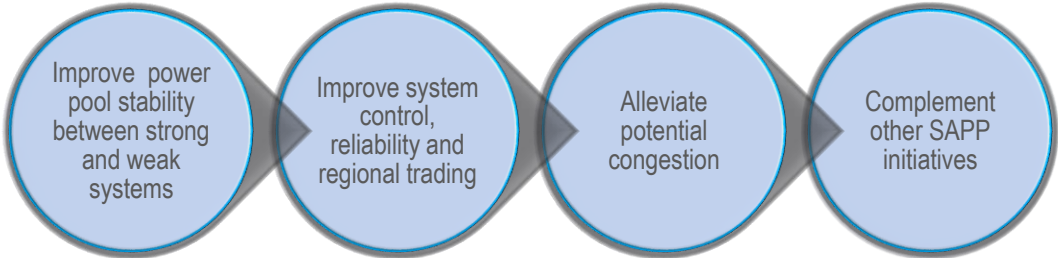 Improve power
pool stability
between strong
and weak
systems
Improve system
control,
reliability and
regional trading
Alleviate
potential
congestion
Complement
other SAPP
initiatives